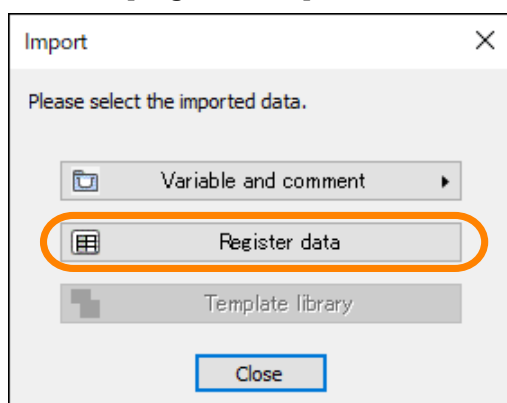 Import
Please select the imported data.
Variable and comment
Register data
Template library
Close